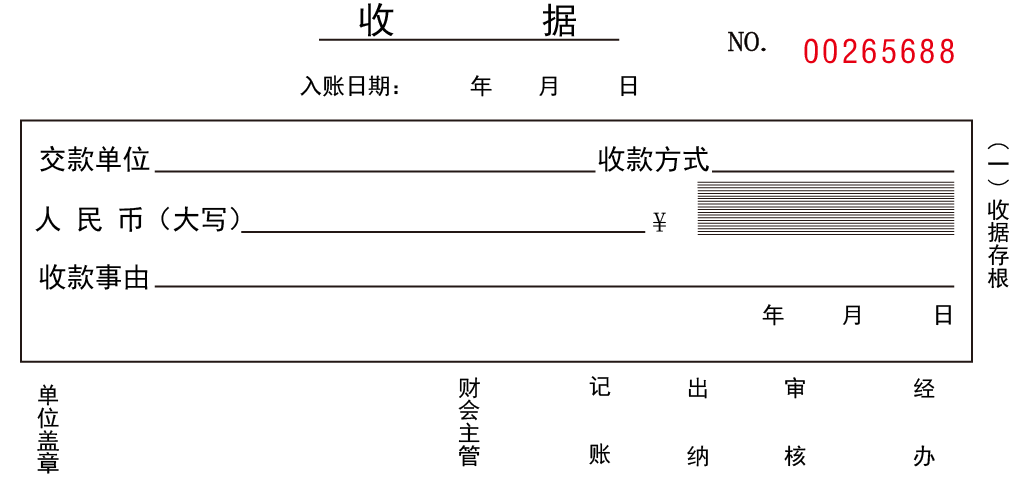 收 据
NO. 00265688
入账日期： 年 月 日
交款单位 收款方式
人 民 币（大写） ¥
收款事由
年 月 日
（一）收据存根
单位盖章 财会主管 记账 出纳 审核 经办